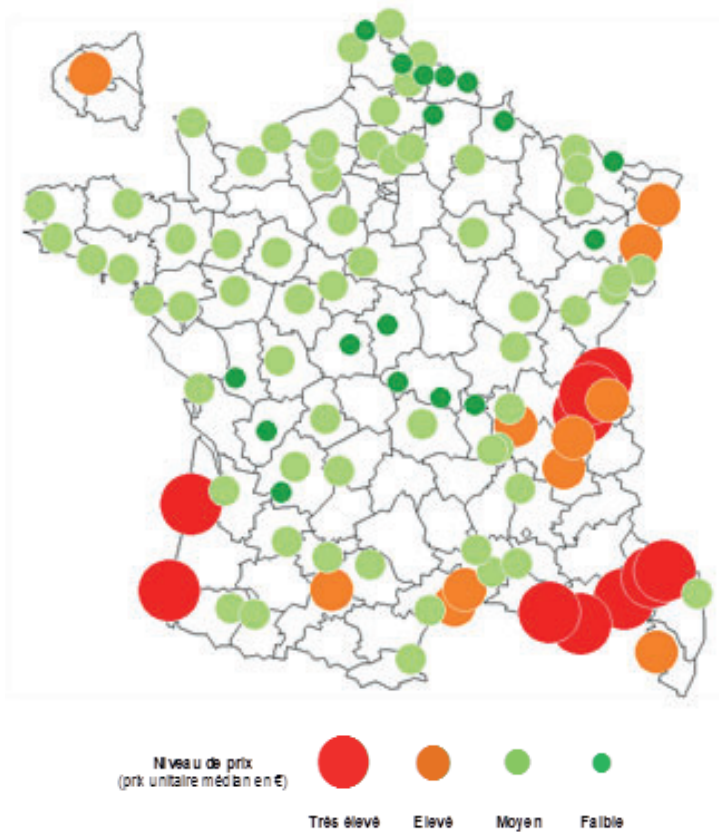 Niveau de prix
(prix unitaire médian en €)
Très élevé Elevé Moyen Faible